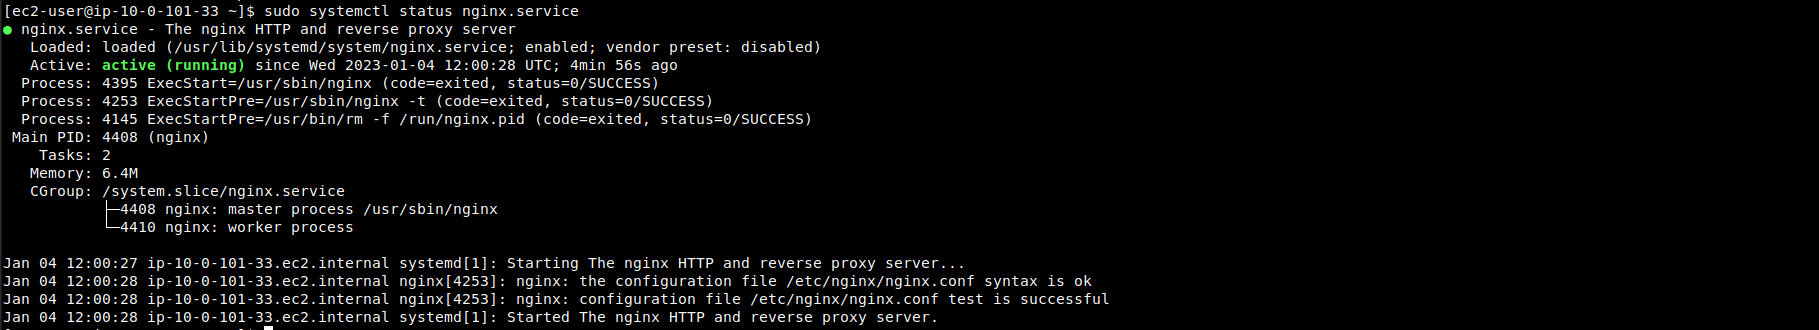 [ec2-user@ip-10-0-101-33 ~]$ sudo systemctl status nginx.service
● nginx.service - The nginx HTTP and reverse proxy server
   Loaded: loaded (/usr/lib/systemd/system/nginx.service; enabled; vendor preset: disabled)
   Active: active (running) since Wed 2023-01-04 12:00:28 UTC; 4min 56s ago
  Process: 4395 ExecStart=/usr/sbin/nginx (code=exited, status=0/SUCCESS)
  Process: 4253 ExecStartPre=/usr/sbin/nginx -t (code=exited, status=0/SUCCESS)
  Process: 4145 ExecStartPre=/usr/bin/rm -f /run/nginx.pid (code=exited, status=0/SUCCESS)
 Main PID: 4408 (nginx)
    Tasks: 2
   Memory: 6.4M
   CGroup: /system.slice/nginx.service
           ├─4408 nginx: master process /usr/sbin/nginx
           └─4410 nginx: worker process

Jan 04 12:00:27 ip-10-0-101-33.ec2.internal systemd[1]: Starting The nginx HTTP and reverse proxy server...
Jan 04 12:00:28 ip-10-0-101-33.ec2.internal nginx[4253]: nginx: the configuration file /etc/nginx/nginx.conf syntax is ok
Jan 04 12:00:28 ip-10-0-101-33.ec2.internal nginx[4253]: nginx: configuration file /etc/nginx/nginx.conf test is successful
Jan 04 12:00:28 ip-10-0-101-33.ec2.internal systemd[1]: Started The nginx HTTP and reverse proxy server.